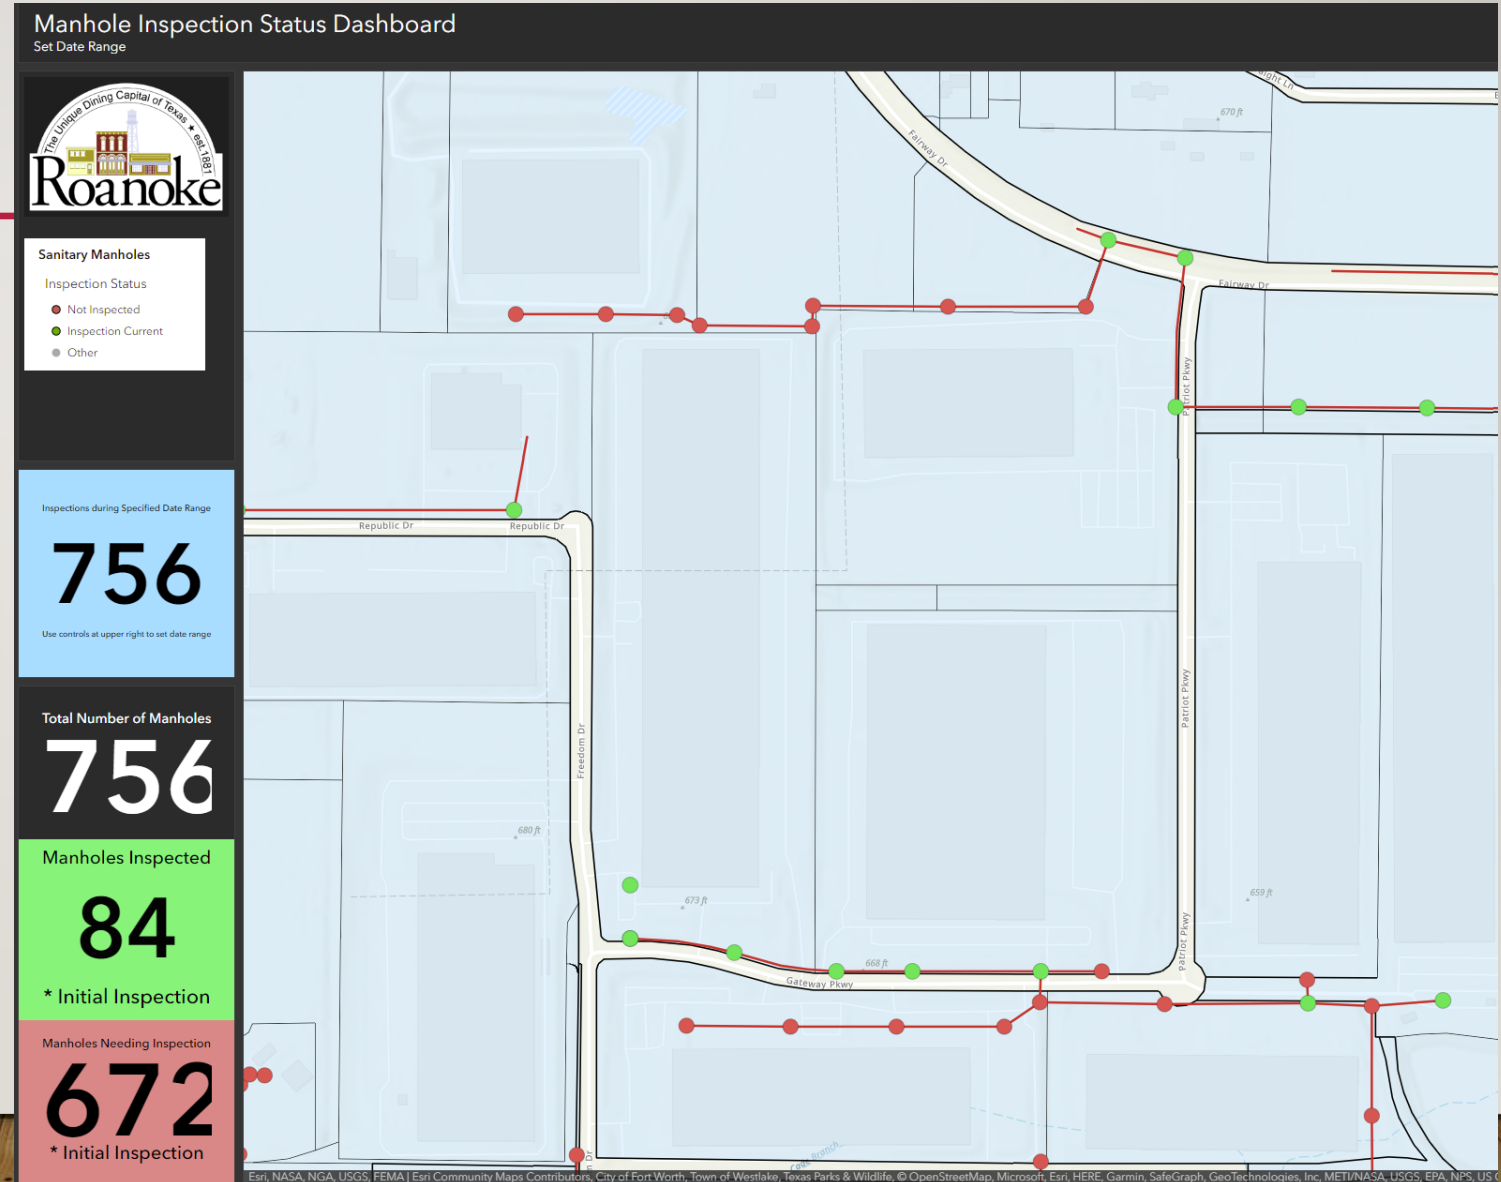 Manhole Inspection Status Dashboard
Set Date Range
The Unique Dining Capital of Texas ★ est.1881
Roanoke
Sanitary Manholes
Inspection Status
Not Inspected
Inspection Current
Other
Inspections during Specified Date Range
756
Use controls at upper right to set date range
Total Number of Manholes
756
Manholes Inspected
84
* Initial Inspection
Manholes Needing Inspection
672
* Initial Inspection
670 ft
Fairway Dr
Fairway Dr
Patriot Pkwy
Republic Dr
Republic Dr
Patriot Pkwy
Freedom Dr
680 ft
673 ft
659 ft
Patriot Pkwy
668 ft
Gateway Pkwy
Branch
Esri, NASA, NGA, USGS, FEMA | Esri Community Maps Contributors, City of Fort Worth, Town of Westlake, Texas Parks & Wildlife, © OpenStreetMap, Microsoft, Esri, HERE, Garmin, SafeGraph, GeoTechnologies, Inc, METI/NASA, USGS, EPA, NPS, US